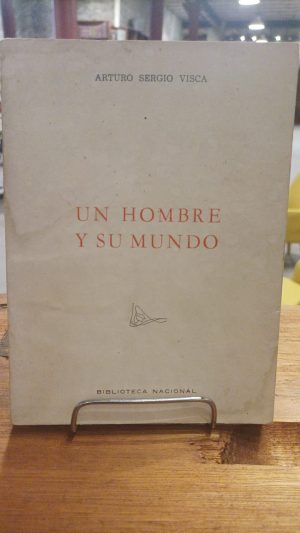 ARTURO SERGIO VISCA
UN HOMBRE
Y SU MUNDO
BIBLIOTECA NACIONAL